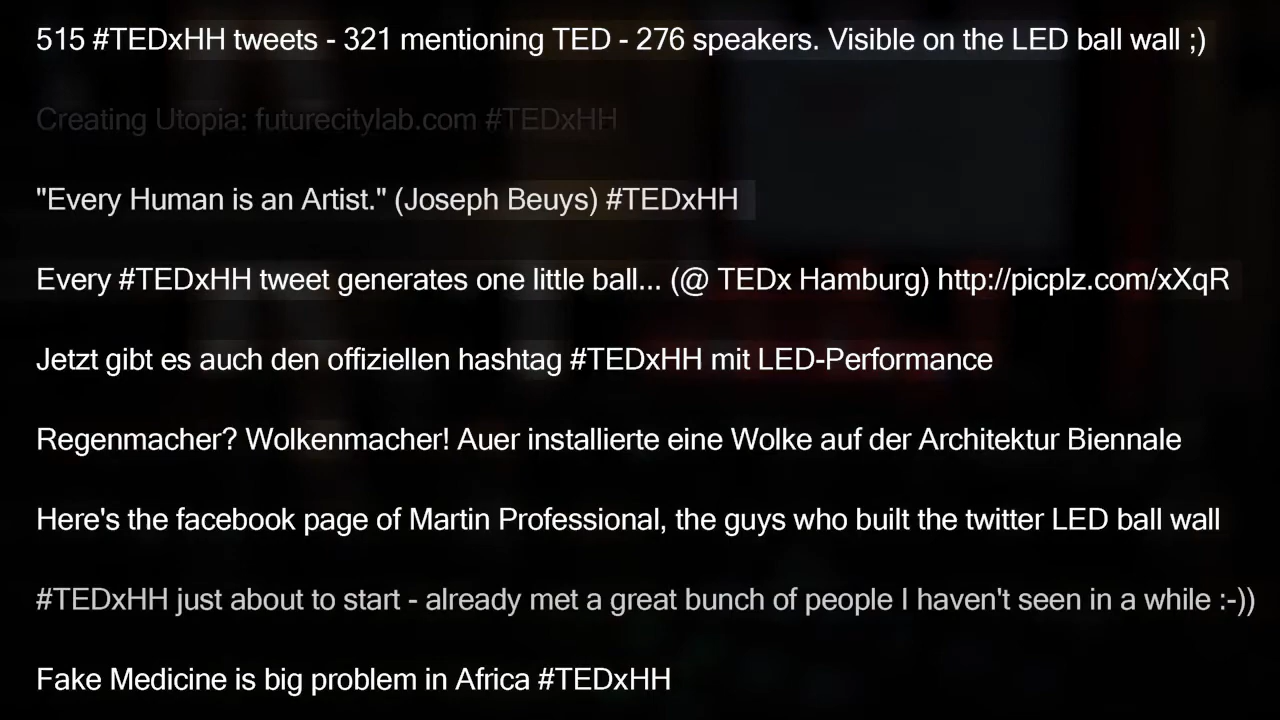 515 #TEDxHH tweets - 321 mentioning TED - 276 speakers. Visible on the LED ball wall ;)
Creating Utopia: futurecitylab.com #TEDxHH
"Every Human is an Artist." (Joseph Beuys) #TEDxHH
Every #TEDxHH tweet generates one little ball... (@ TEDx Hamburg) http://picplz.com/xXqR
Jetzt gibt es auch den offiziellen hashtag #TEDxHH mit LED-Performance
Regenmacher? Wolkenmacher! Auer installierte eine Wolke auf der Architektur Biennale
Here's the facebook page of Martin Professional, the guys who built the twitter LED ball wall
#TEDxHH just about to start - already met a great bunch of people I haven't seen in a while :-))
Fake Medicine is big problem in Africa #TEDxHH